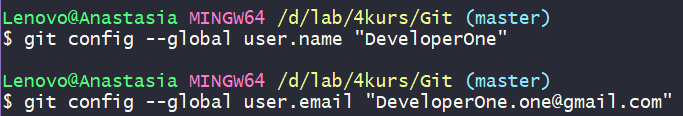 Lenovo@Anastasia MINGW64 /d/lab/4kurs/Git (master)
$ git config --global user.name "DeveloperOne"
Lenovo@Anastasia MINGW64 /d/lab/4kurs/Git (master)
$ git config --global user.email "DeveloperOne.one@gmail.com"